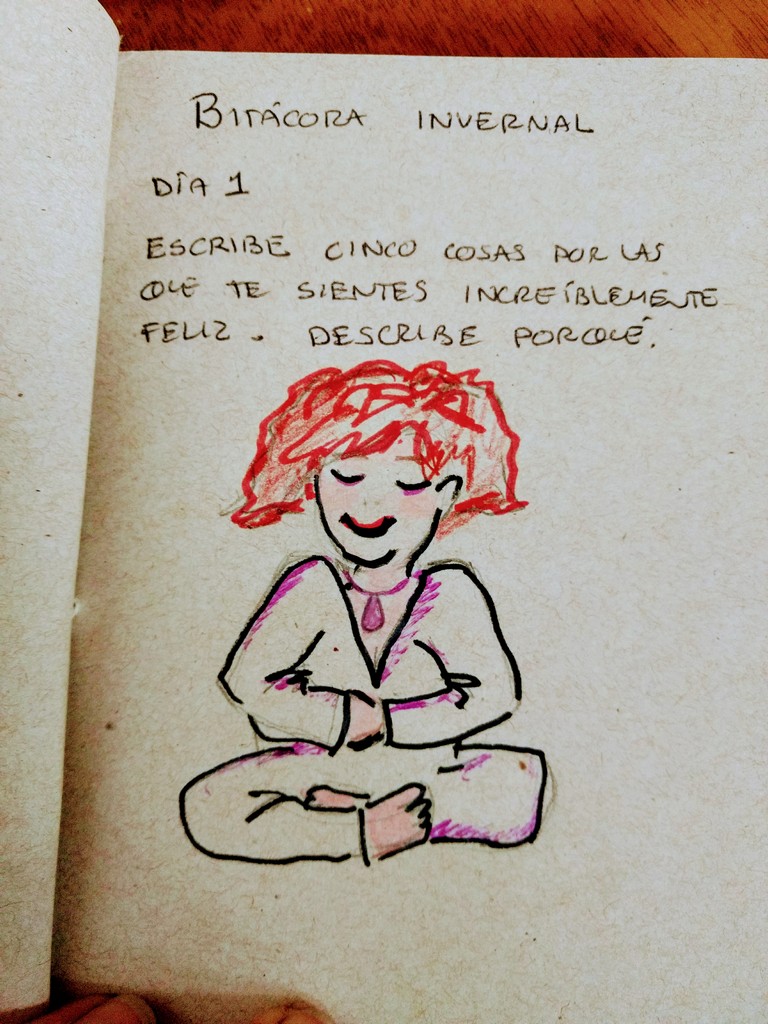 BITÁCORA INVERNAL
DÍA 1
ESCRIBE CINCO COSAS POR LAS
QUE TE SIENTES INCREÍBLEMENTE
FELIZ. DESCRIBE PORQUÉ.